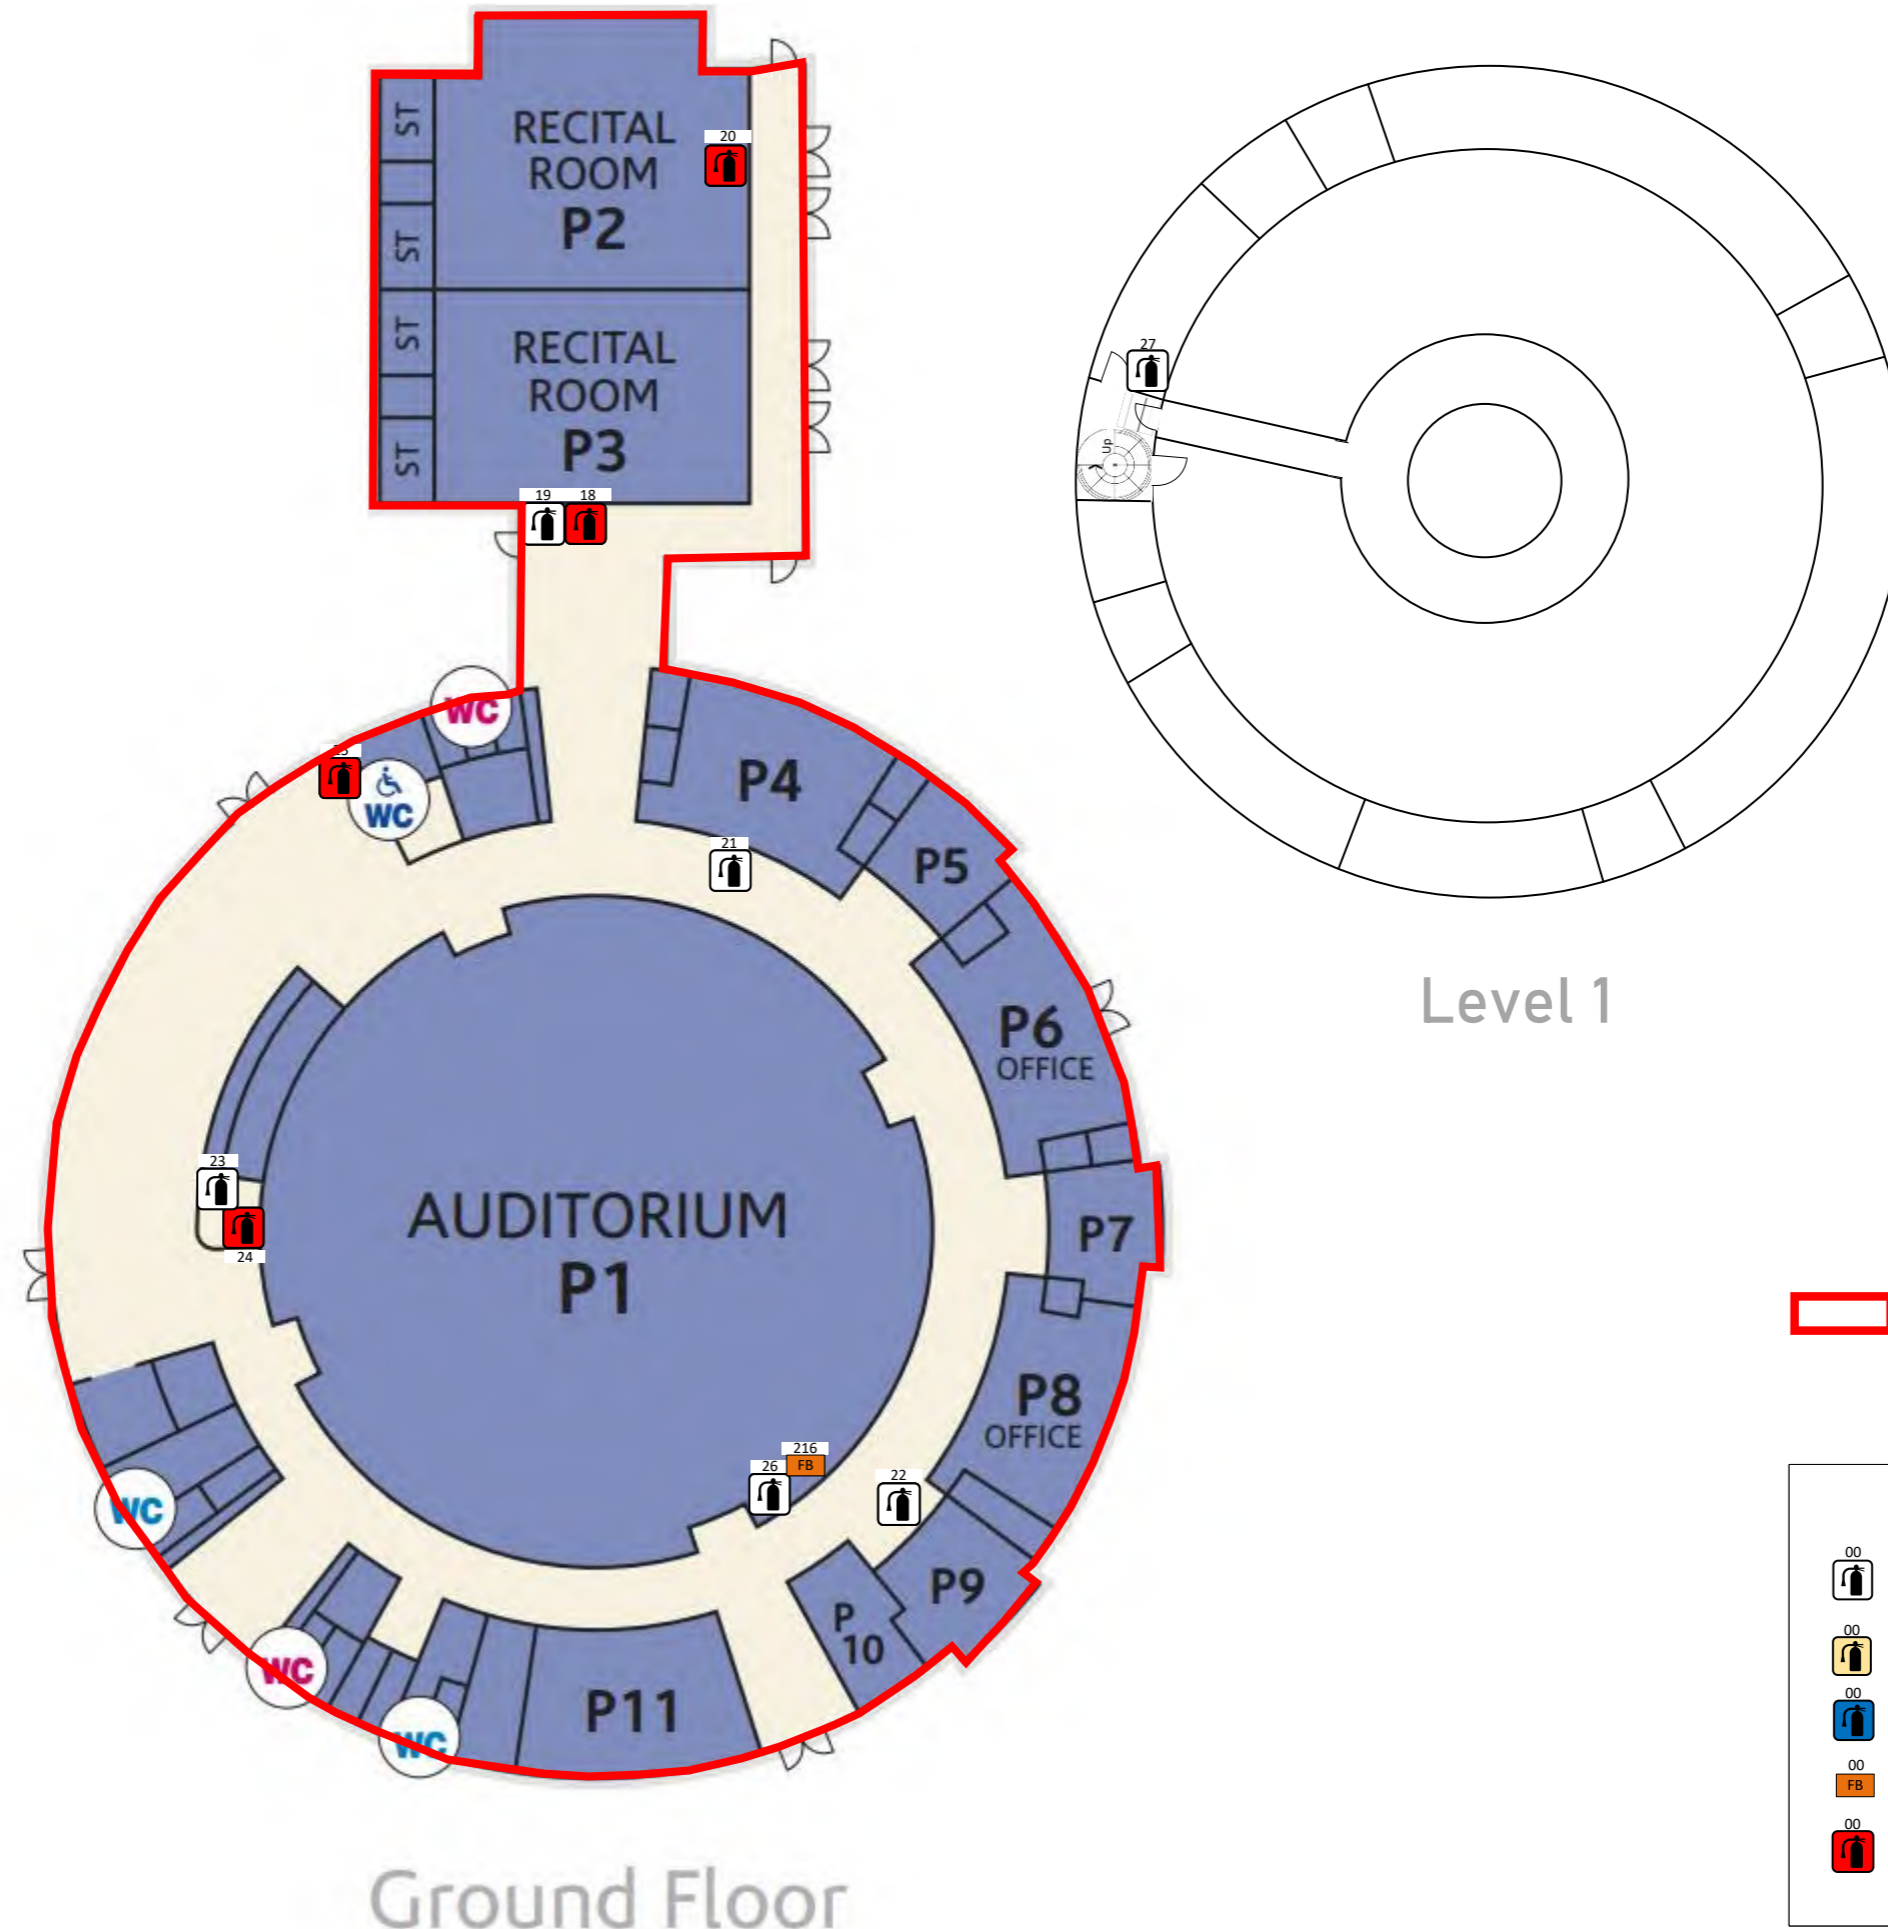 ST
RECITAL
ROOM
P2
20
ST
ST
RECITAL
ROOM
P3
ST
19
18
27
Up
WC
WC
P4
21
P5
P6
OFFICE
Level 1
23
24
AUDITORIUM
P1
P7
P8
OFFICE
216
FB
26
22
WC
P9
P
10
WC
P11
WC
00
00
00
00
FB
00
Ground Floor